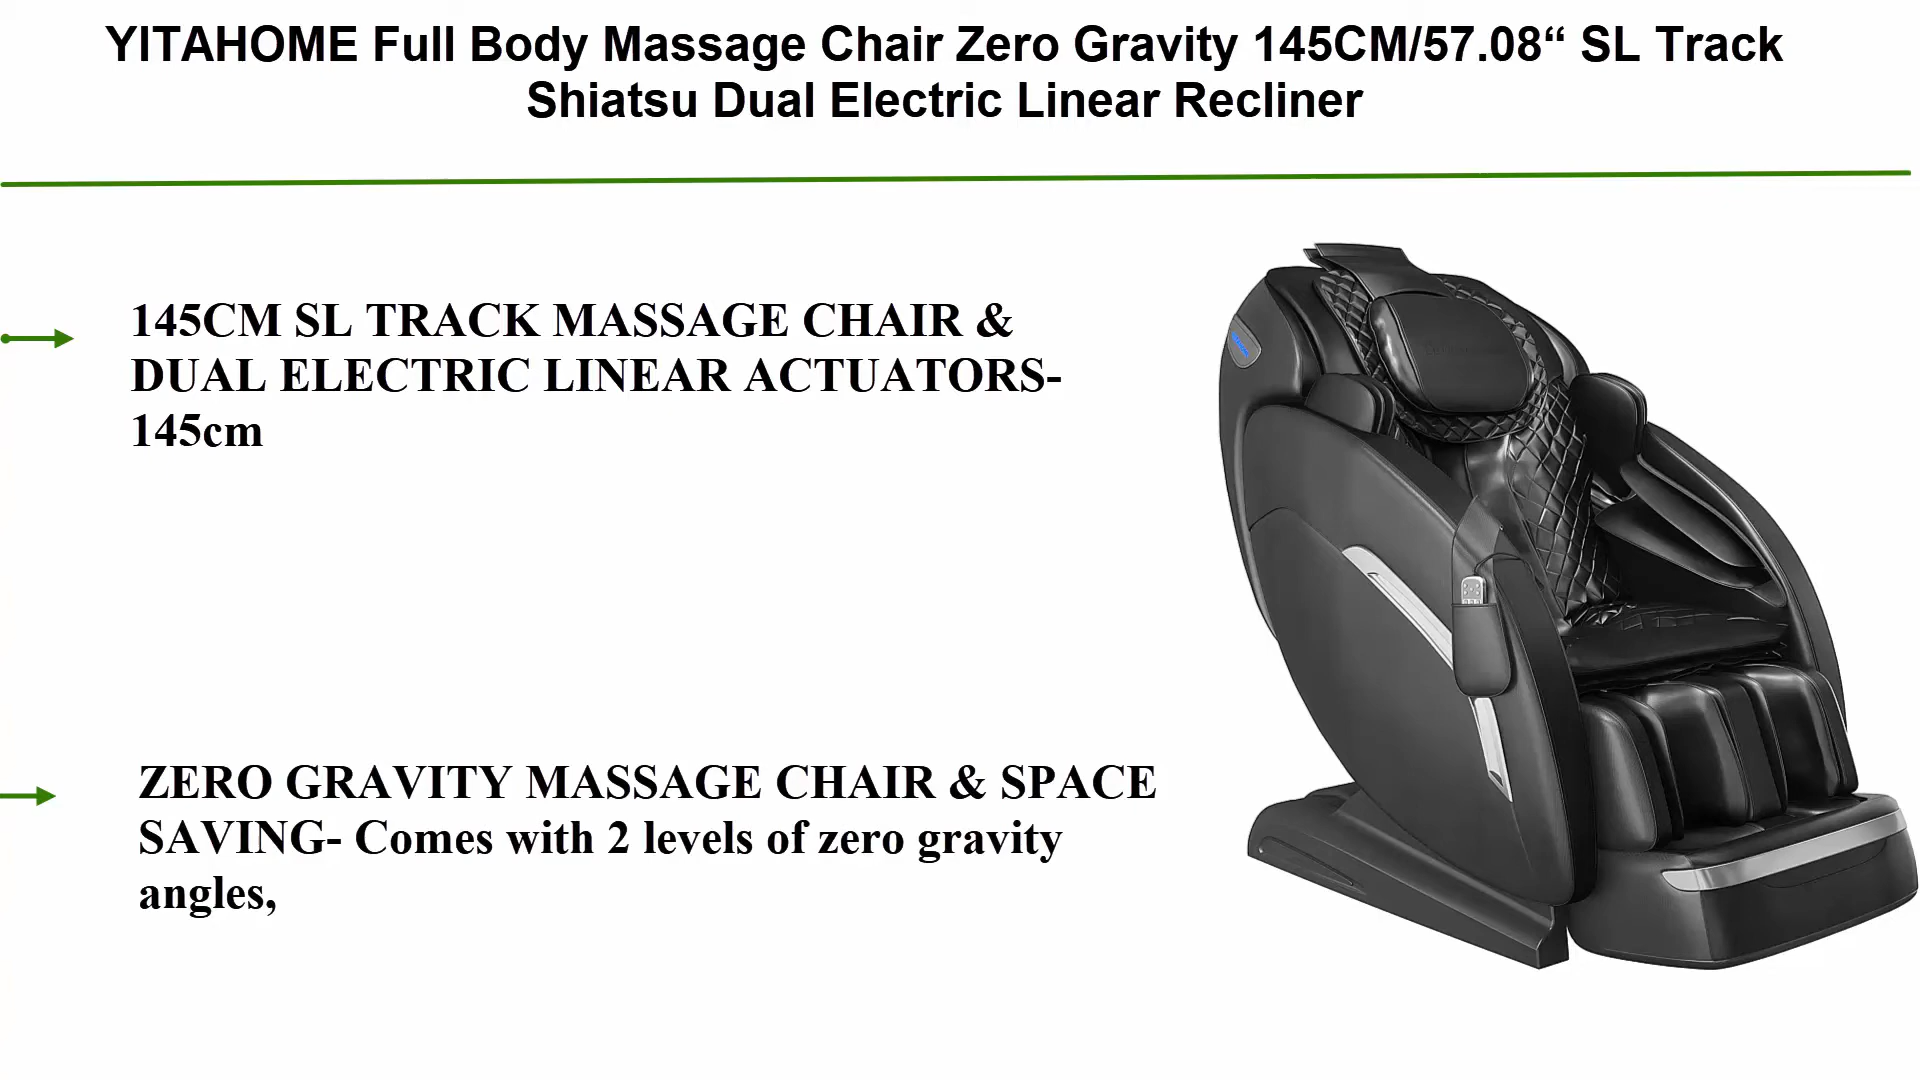 YITAHOME Full Body Massage Chair Zero Gravity 145CM/57.08“ SL Track
Shiatsu Dual Electric Linear Recliner
145CM SL TRACK MASSAGE CHAIR &
DUAL ELECTRIC LINEAR ACTUATORS-
145cm
ZERO GRAVITY MASSAGE CHAIR & SPACE
SAVING- Comes with 2 levels of zero gravity
angles,